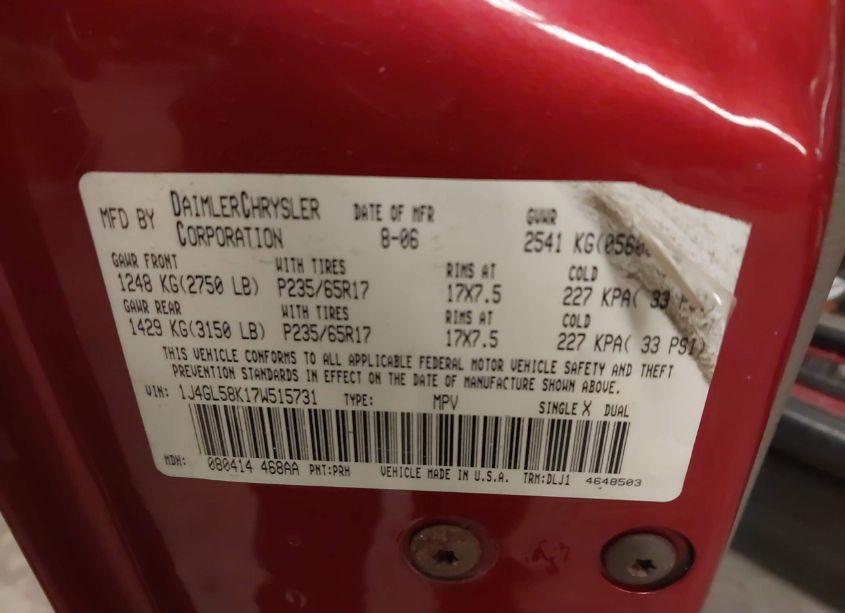 MFD BY DAIMLERCHRYSLER CORPORATION DATE OF MFR 8-06 GVWR 2541 KG(0560
GAWR FRONT WITH TIRES RIMS AT COLD
1248 KG(2750 LB) P235/65R17 17X7.5 227 KPA( 33
GAWR REAR WITH TIRES RIMS AT COLD
1429 KG(3150 LB) P235/65R17 17X7.5 227 KPA( 33 PSI)
THIS VEHICLE CONFORMS TO ALL APPLICABLE FEDERAL MOTOR VEHICLE SAFETY AND THEFT
PREVENTION STANDARDS IN EFFECT ON THE DATE OF MANUFACTURE SHOWN ABOVE.
VIN: 1J4GL58K17W515731 TYPE: MPV SINGLE X DUAL
MDH: 080414 468AA PNT:PRH VEHICLE MADE IN U.S.A. TRM:DLJ1 4648503